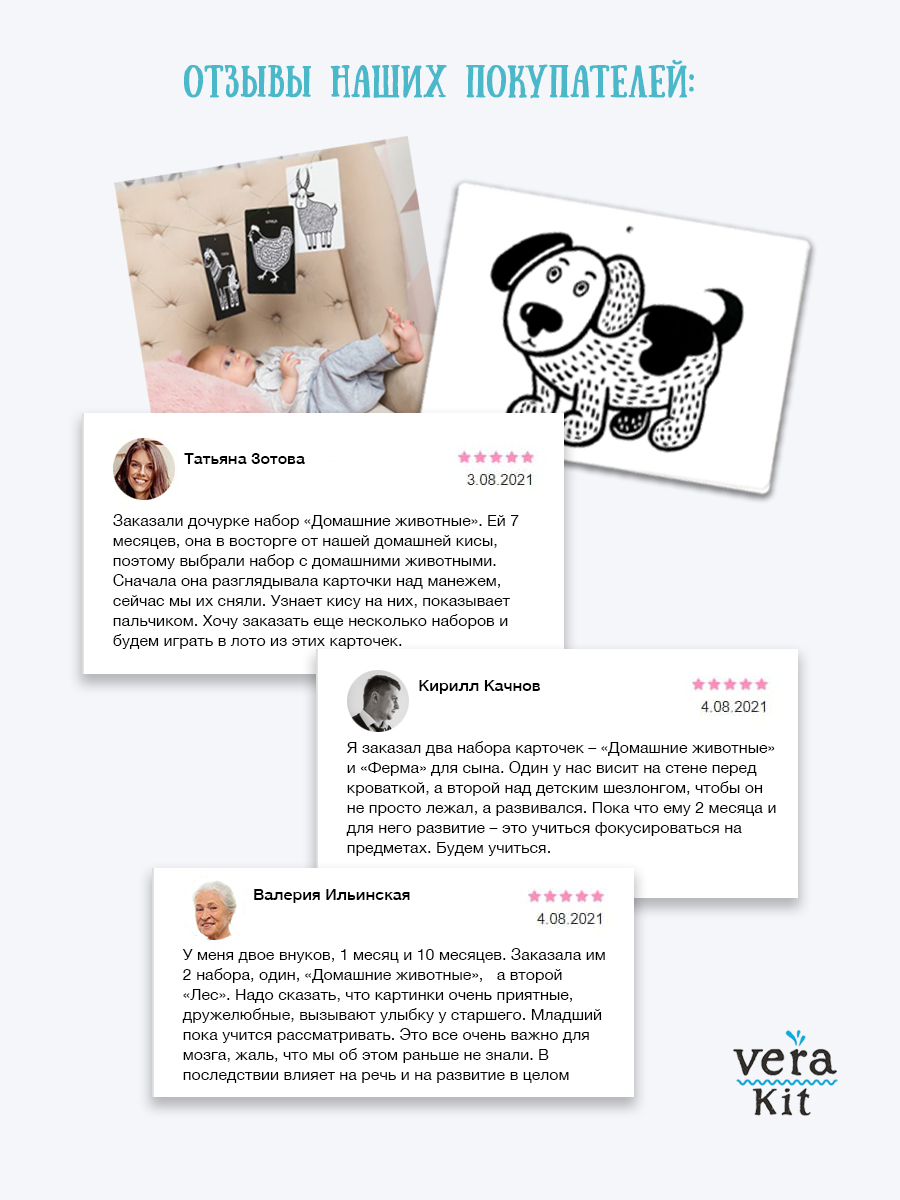 ОТЗЫВЫ НАШИХ ПОКУПАТЕЛЕЙ:
Татьяна Зотова
3.08.2021
Заказали дочурке набор «Домашние животные». Ей 7
месяцев, она в восторге от нашей домашней кисы,
поэтому выбрали набор с домашними животными.
Сначала она разглядывала карточки над манежем,
сейчас мы их сняли. Узнает кису на них, показывает
пальчиком. Хочу заказать еще несколько наборов и
будем играть в лото из этих карточек.
Кирилл Качнов
4.08.2021
Я заказал два набора карточек – «Домашние животные»
и «Ферма» для сына. Один у нас висит на стене перед
кроваткой, а второй над детским шезлонгом, чтобы он
не просто лежал, а развивался. Пока что ему 2 месяца и
для него развитие – это учиться фокусироваться на
предметах. Будем учиться.
Валерия Ильинская
4.08.2021
У меня двое внуков, 1 месяц и 10 месяцев. Заказала им
2 набора, один, «Домашние животные», а второй
«Лес». Надо сказать, что картинки очень приятные,
дружелюбные, вызывают улыбку у старшего. Младший
пока учится рассматривать. Это все очень важно для
мозга, жаль, что мы об этом раньше не знали. В
последствии влияет на речь и на развитие в целом
vera
Kit